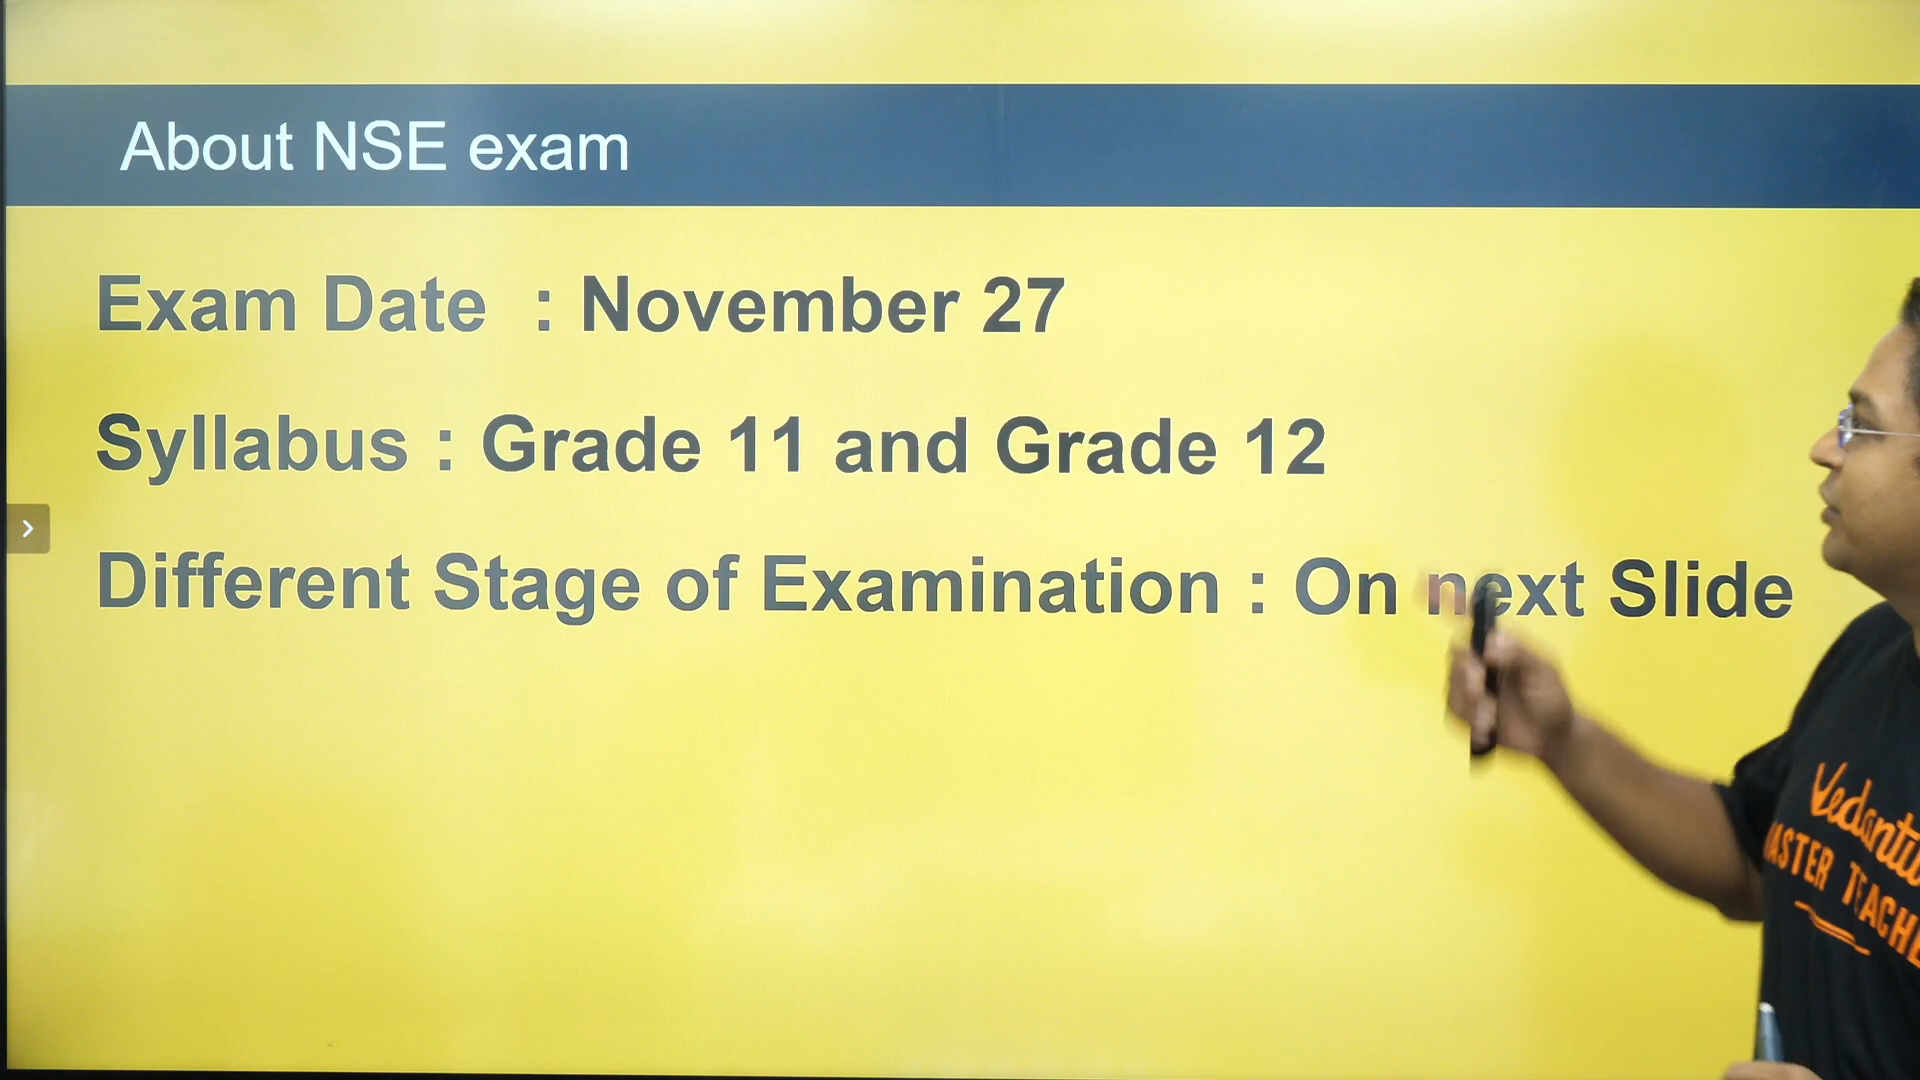 About NSE exam
Exam Date : November 27
Syllabus : Grade 11 and Grade 12
Different Stage of Examination : On next Slide
MASTER